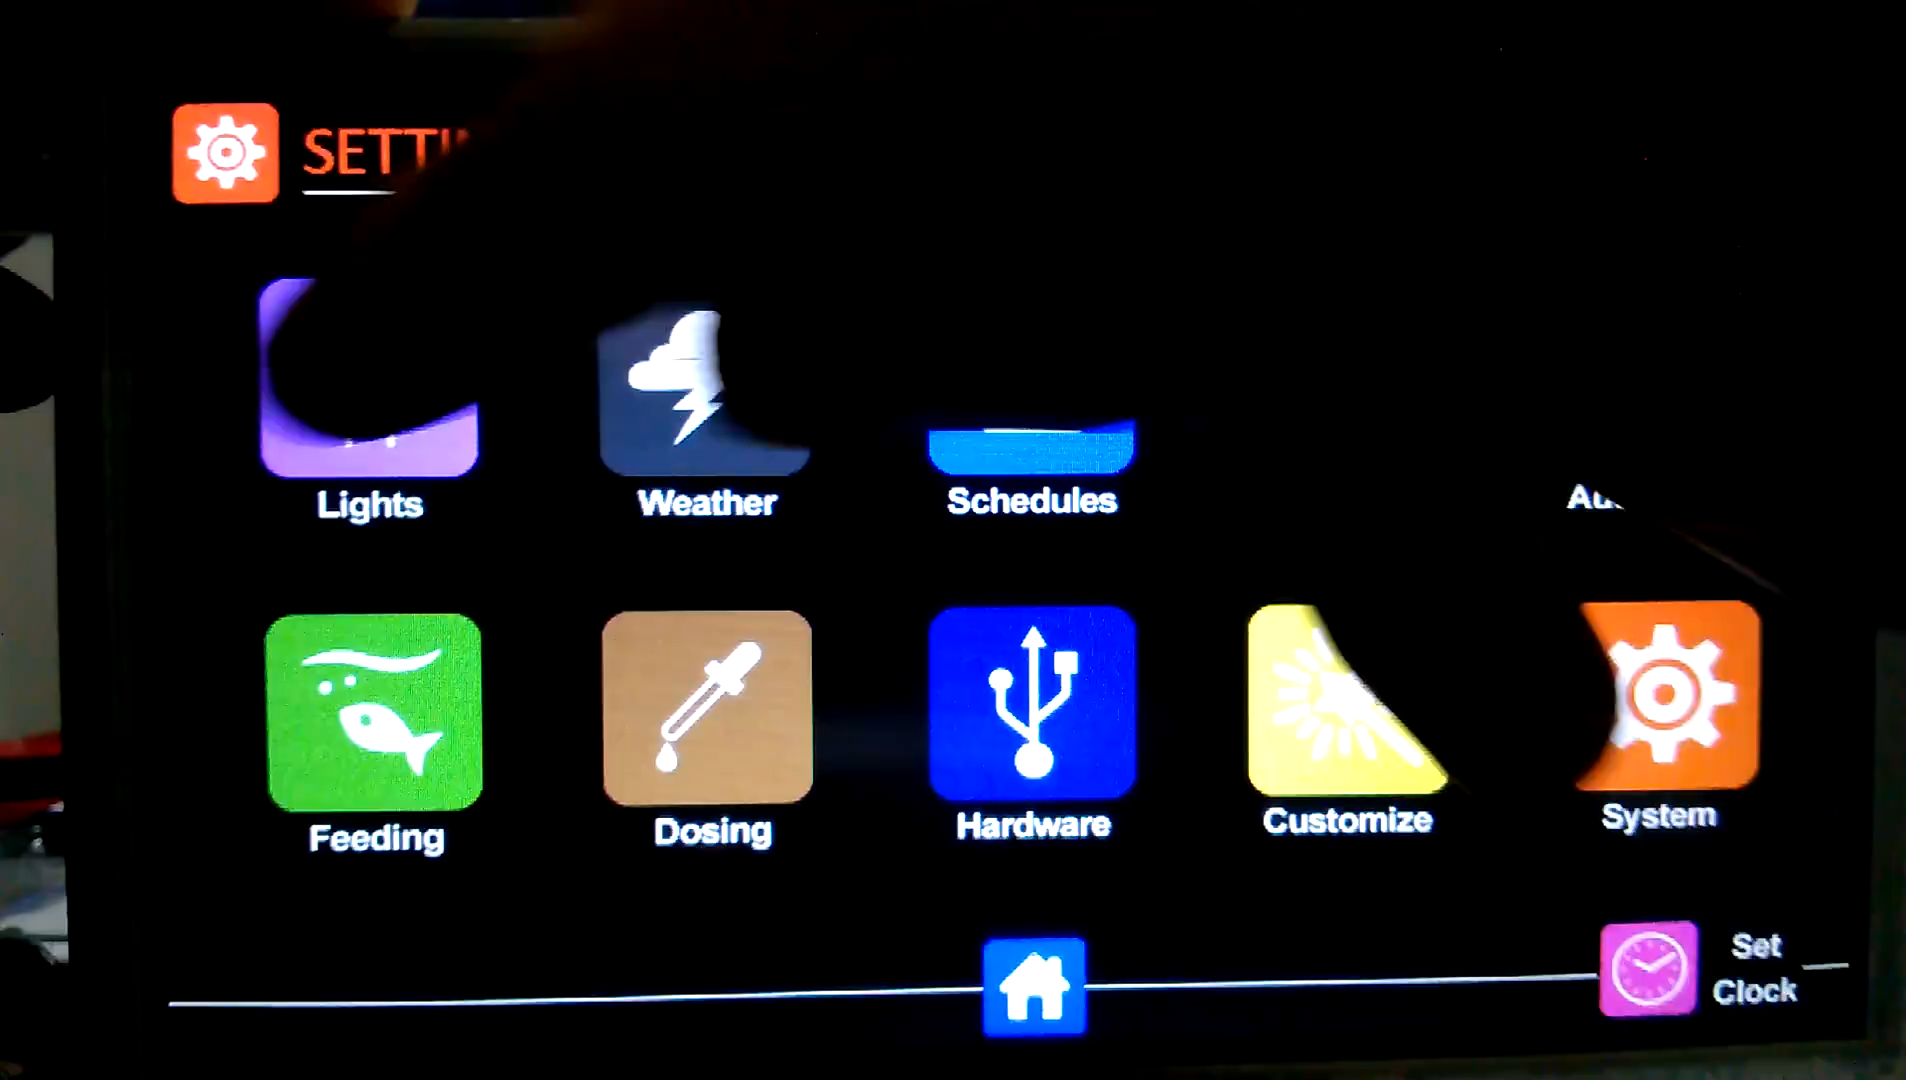 Lights
Weather
Schedules
Feeding
Dosing
Hardware
Customize
System
Set
Clock